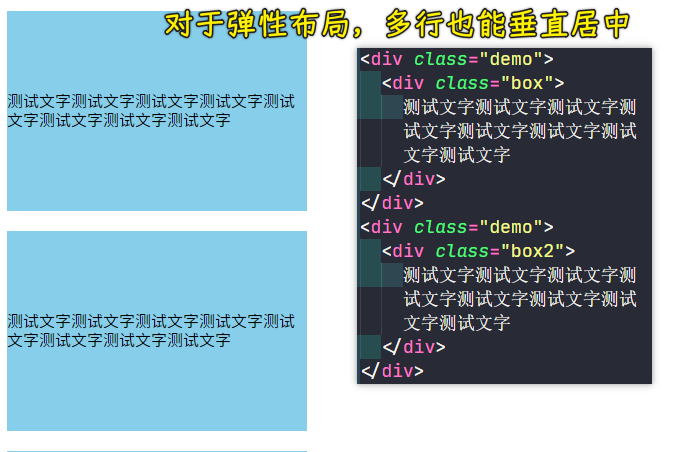 对于弹性布局，多行也能垂直居中
测试文字测试文字测试文字测试文字测试
文字测试文字测试文字测试文字
测试文字测试文字测试文字测试文字测试
文字测试文字测试文字测试文字
<div class="demo">
<div class="box">
测试文字测试文字测试文字测
试文字测试文字测试文字测试
文字测试文字
</div>
</div>
<div class="demo">
<div class="box2">
测试文字测试文字测试文字测
试文字测试文字测试文字测试
文字测试文字
</div>
</div>